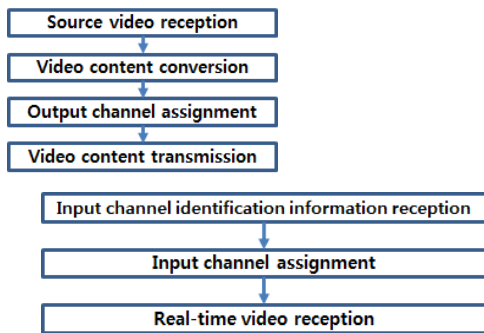 Source video reception
Video content conversion
Output channel assignment
Video content transmission
Input channel identification information reception
Input channel assignment
Real-time video reception